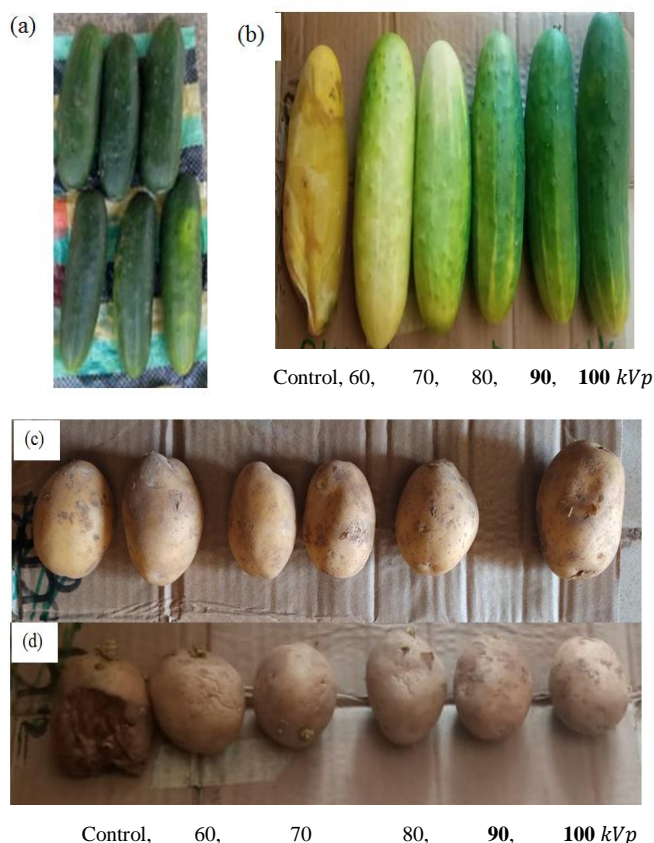 (a)
(b)
Control, 60, 70, 80, 90, 100 kVp
(c)
(d)
Control, 60, 70 80, 90, 100 kVp